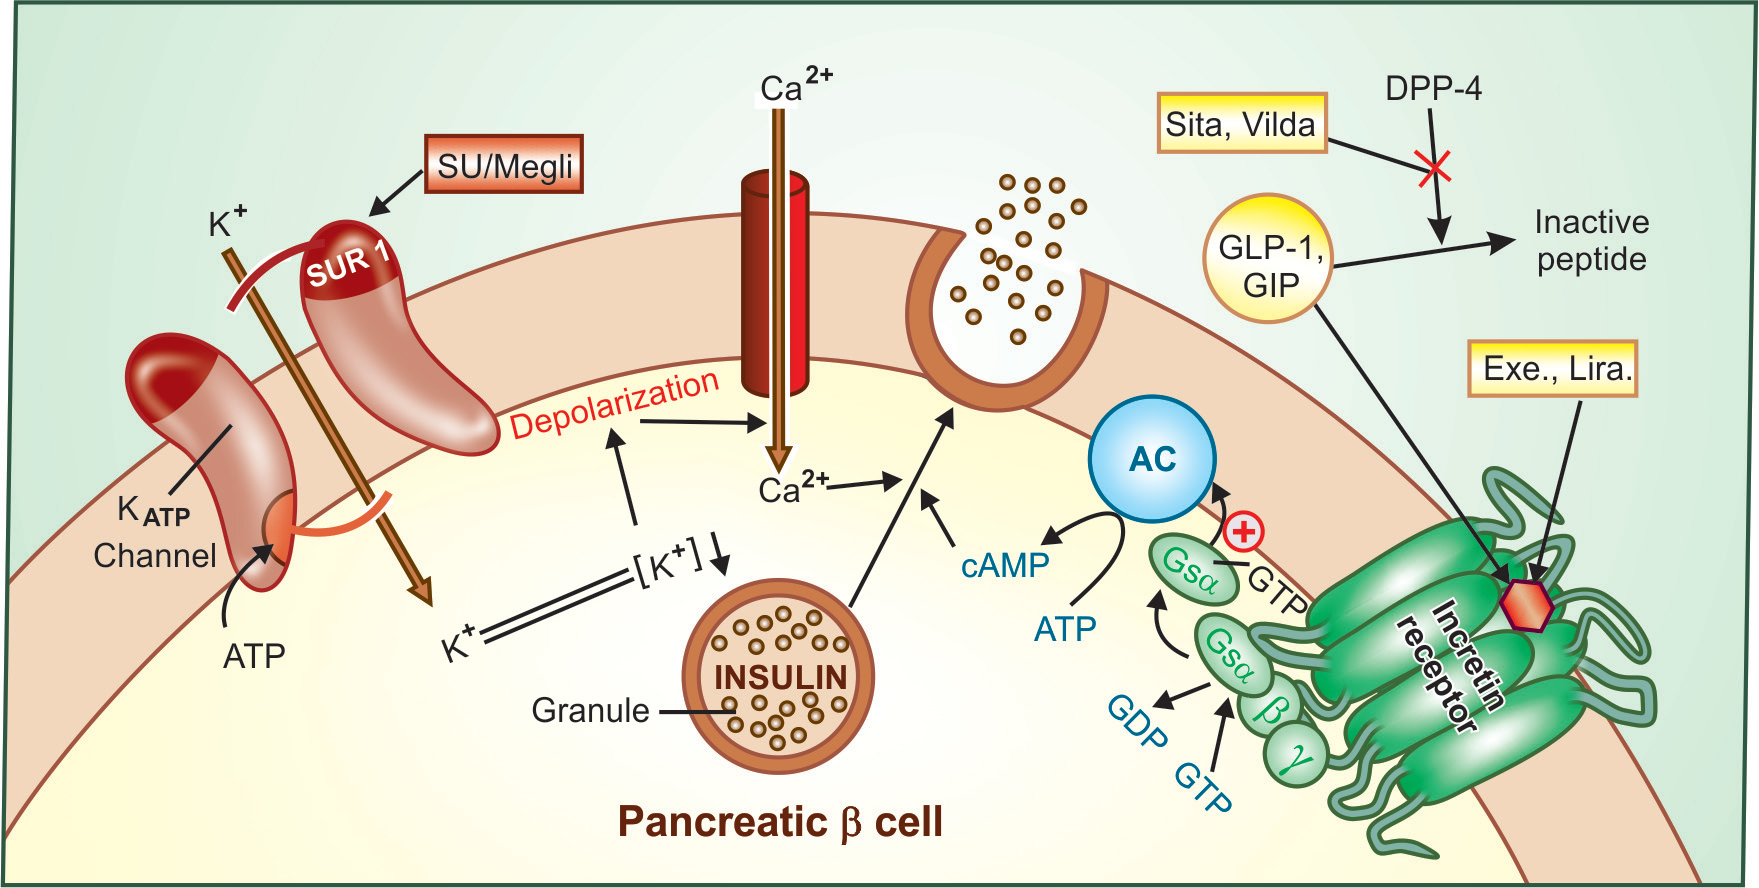 Ca2+
DPP-4
Sita, Vilda
SU/Megli
K+
SUR 1
GLP-1,
GIP
Inactive
peptide
Exe., Lira.
Depolarization
AC
Ca2+
KATP
Channel
[K+]
cAMP
Gsα
GTP
ATP
ATP
K+
Incretin
receptor
Gsα
β
γ
INSULIN
Granule
GDP
GTP
Pancreatic β cell